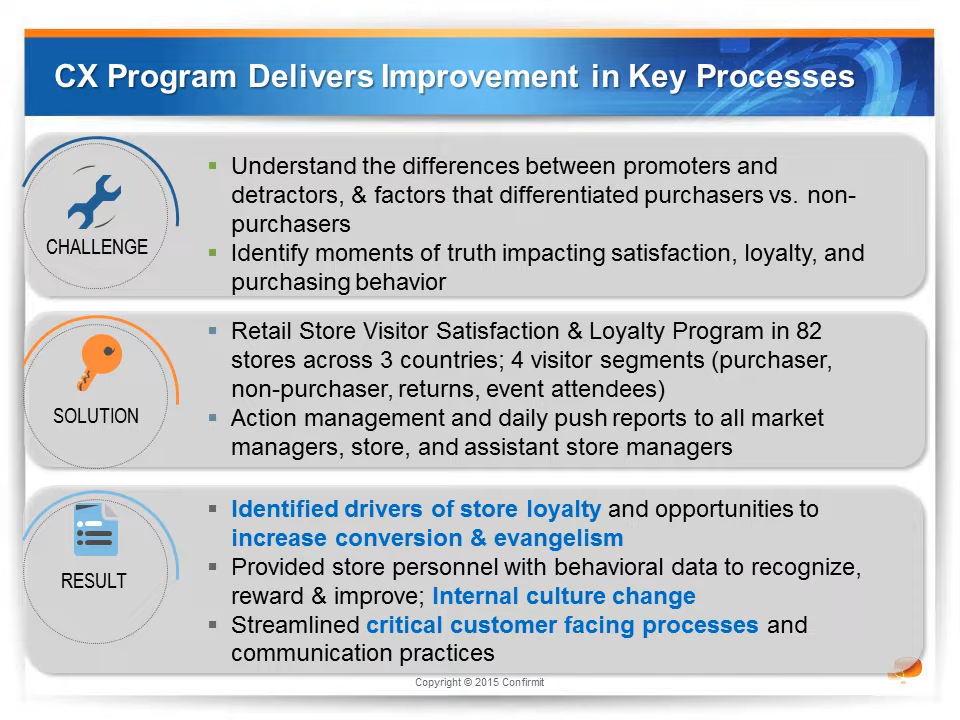 CX Program Delivers Improvement in Key Processes
CHALLENGE
Understand the differences between promoters and
detractors, & factors that differentiated purchasers vs. non-
purchasers
Identify moments of truth impacting satisfaction, loyalty, and
purchasing behavior
SOLUTION
Retail Store Visitor Satisfaction & Loyalty Program in 82
stores across 3 countries; 4 visitor segments (purchaser,
non-purchaser, returns, event attendees)
Action management and daily push reports to all market
managers, store, and assistant store managers
RESULT
Identified drivers of store loyalty and opportunities to
increase conversion & evangelism
Provided store personnel with behavioral data to recognize,
reward & improve; Internal culture change
Streamlined critical customer facing processes and
communication practices
Copyright © 2015 Confirmit